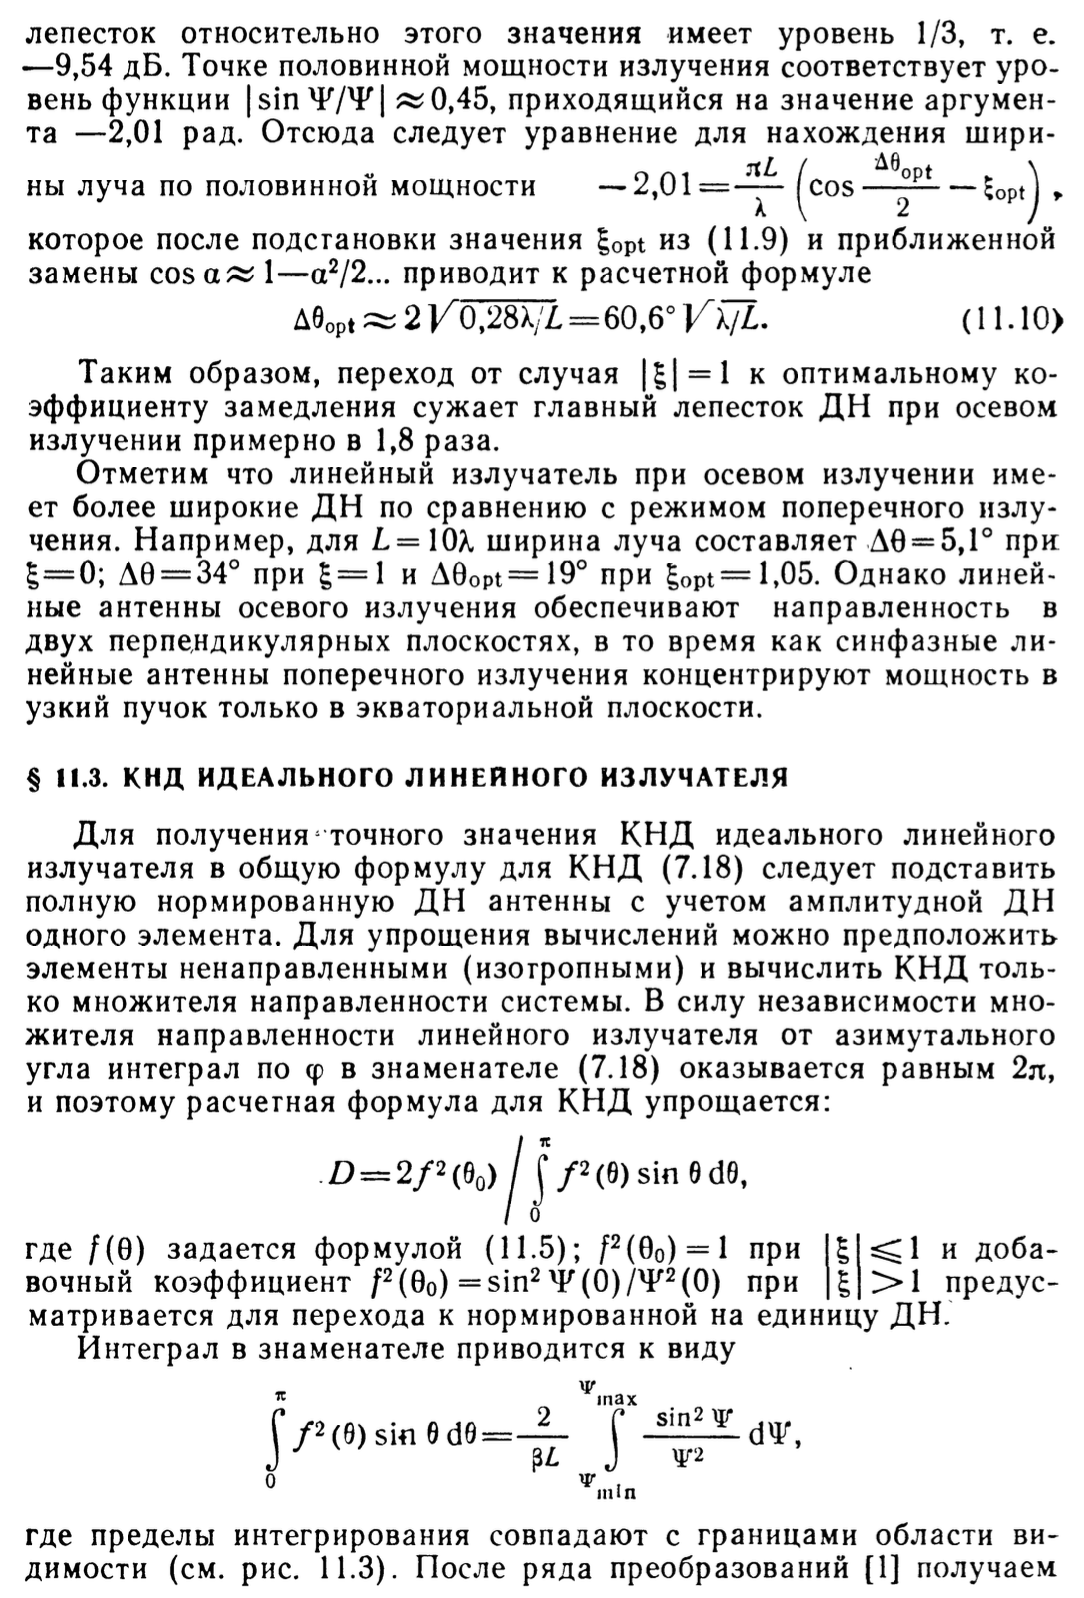 лепесток относительно этого значения имеет уровень 1/3, т. е.
—9,54 дБ. Точке половинной мощности излучения соответствует уро-
вень функции |sin Ψ/Ψ| ≈ 0,45, приходящийся на значение аргумен-
та —2,01 рад. Отсюда следует уравнение для нахождения шири-
ны луча по половинной мощности −2,01 = πL/λ (cos Δθopt/2 − ξopt),
которое после подстановки значения ξopt из (11.9) и приближенной
замены cos α ≈ 1—α²/2... приводит к расчетной формуле
Δθopt ≈ 2√0,28λ/L = 60,6° √λ/L. (11.10)
Таким образом, переход от случая |ξ| = 1 к оптимальному ко-
эффициенту замедления сужает главный лепесток ДН при осевом
излучении примерно в 1,8 раза.
Отметим что линейный излучатель при осевом излучении име-
ет более широкие ДН по сравнению с режимом поперечного излу-
чения. Например, для L = 10λ ширина луча составляет Δθ = 5,1° при
ξ = 0; Δθ = 34° при ξ = 1 и Δθopt = 19° при ξopt = 1,05. Однако линей-
ные антенны осевого излучения обеспечивают направленность в
двух перпендикулярных плоскостях, в то время как синфазные ли-
нейные антенны поперечного излучения концентрируют мощность в
узкий пучок только в экваториальной плоскости.
§ 11.3. КНД ИДЕАЛЬНОГО ЛИНЕЙНОГО ИЗЛУЧАТЕЛЯ
Для получения точного значения КНД идеального линейного
излучателя в общую формулу для КНД (7.18) следует подставить
полную нормированную ДН антенны с учетом амплитудной ДН
одного элемента. Для упрощения вычислений можно предположить
элементы ненаправленными (изотропными) и вычислить КНД толь-
ко множителя направленности системы. В силу независимости мно-
жителя направленности линейного излучателя от азимутального
угла интеграл по φ в знаменателе (7.18) оказывается равным 2π,
и поэтому расчетная формула для КНД упрощается:
D = 2f²(θ₀) / ∫₀^π f²(θ) sin θ dθ,
где f(θ) задается формулой (11.5); f²(θ₀) = 1 при |ξ| ⩽ 1 и доба-
вочный коэффициент f²(θ₀) = sin² Ψ(0)/Ψ²(0) при |ξ| > 1 предус-
матривается для перехода к нормированной на единицу ДН.
Интеграл в знаменателе приводится к виду
∫₀^π f²(θ) sin θ dθ = 2/βL ∫_Ψmin^Ψmax sin² Ψ/Ψ² dΨ,
где пределы интегрирования совпадают с границами области ви-
димости (см. рис. 11.3). После ряда преобразований [1] получаем